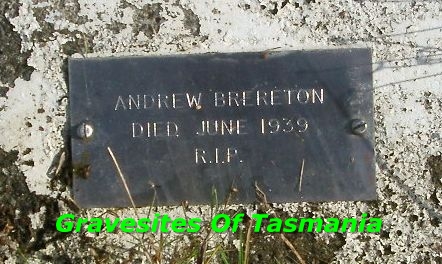 ANDREW BRERETON
DIED JUNE 1939
R.I.P.
Gravesites Of Tasmania